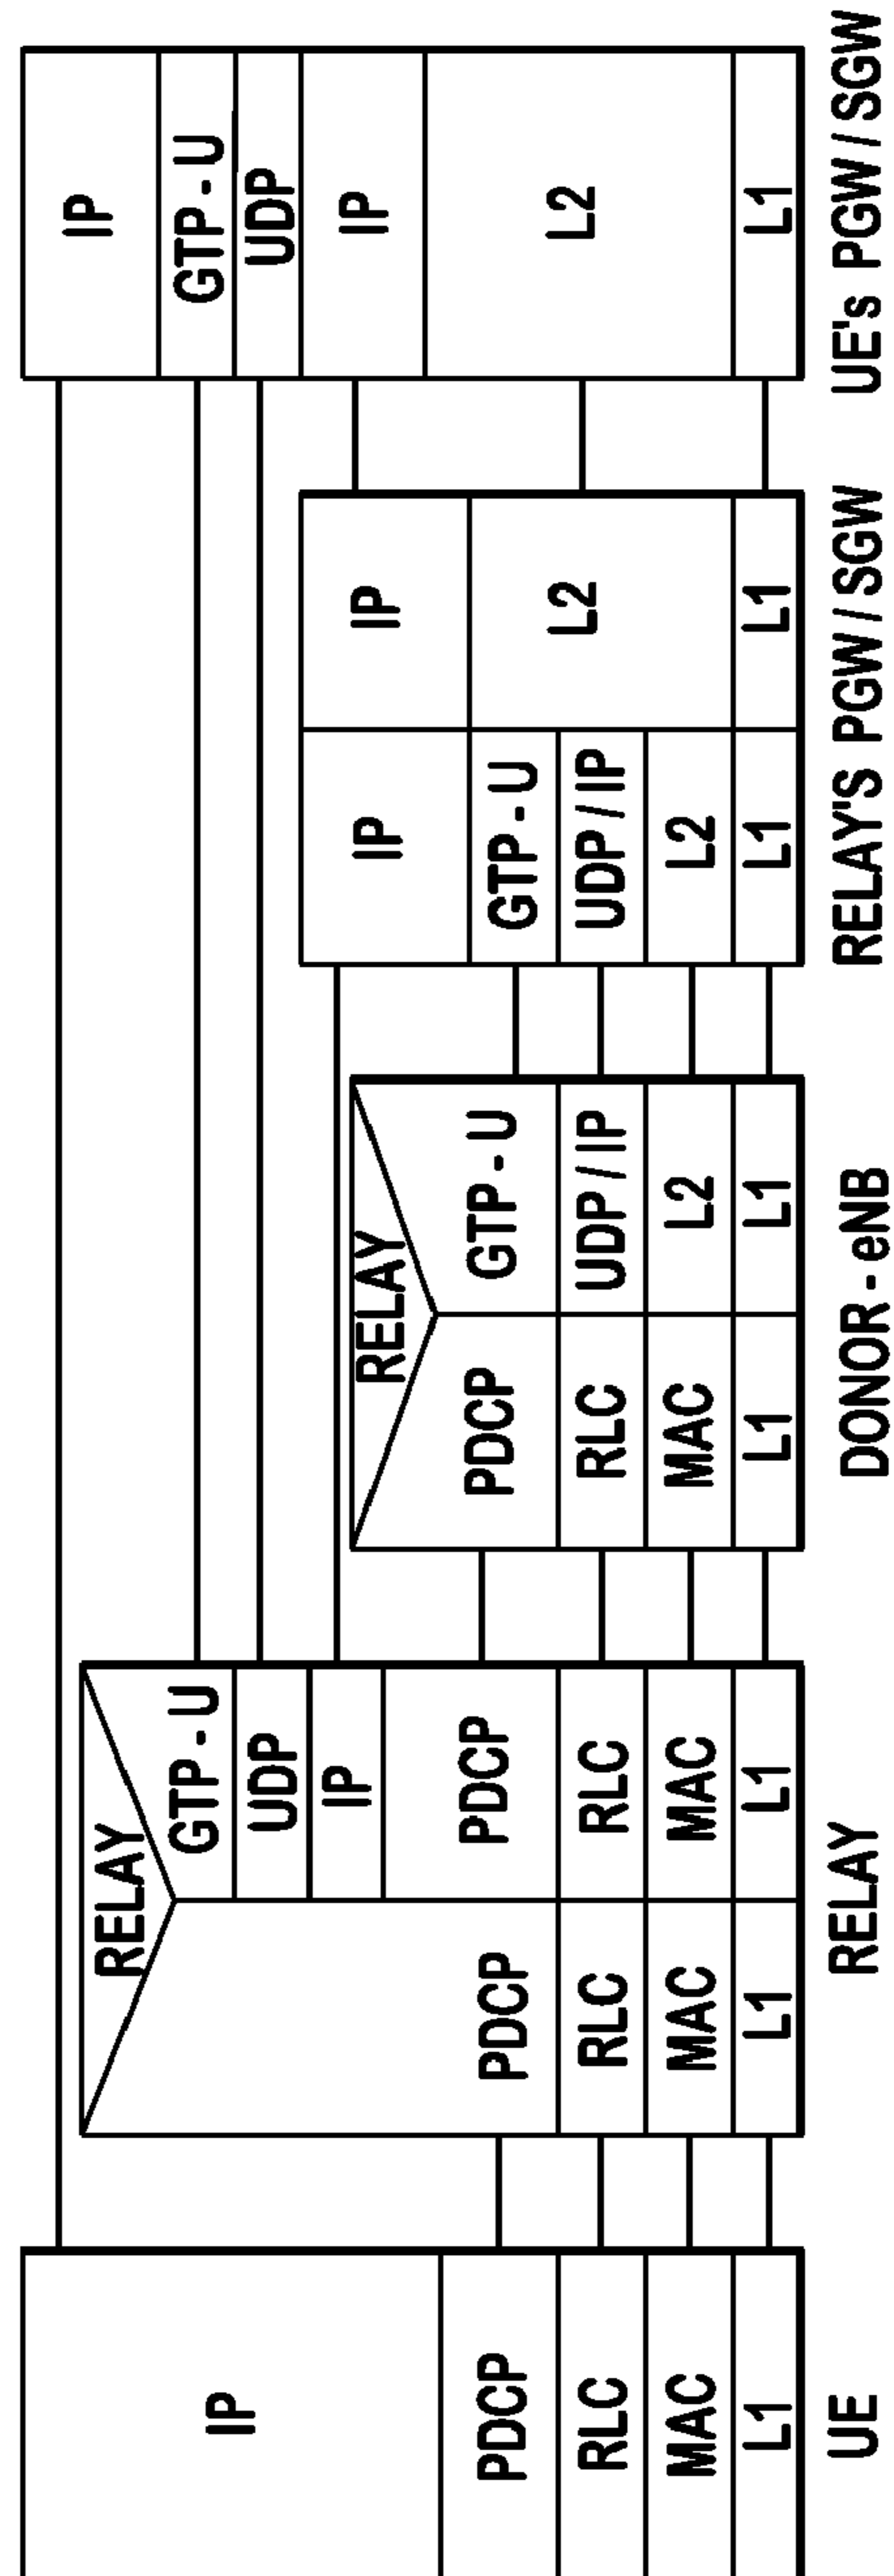 IP
PDCP
RLC
MAC
L1
UE
RELAY
PDCP
RLC
MAC
L1
GTP - U
UDP
IP
PDCP
RLC
MAC
L1
RELAY
RELAY
PDCP
RLC
MAC
L1
GTP - U
UDP / IP
L2
L1
DONOR - eNB
IP
GTP - U
UDP / IP
L2
L1
IP
L2
L1
RELAY'S PGW / SGW
IP
GTP - U
UDP
IP
L2
L1
UE's PGW / SGW